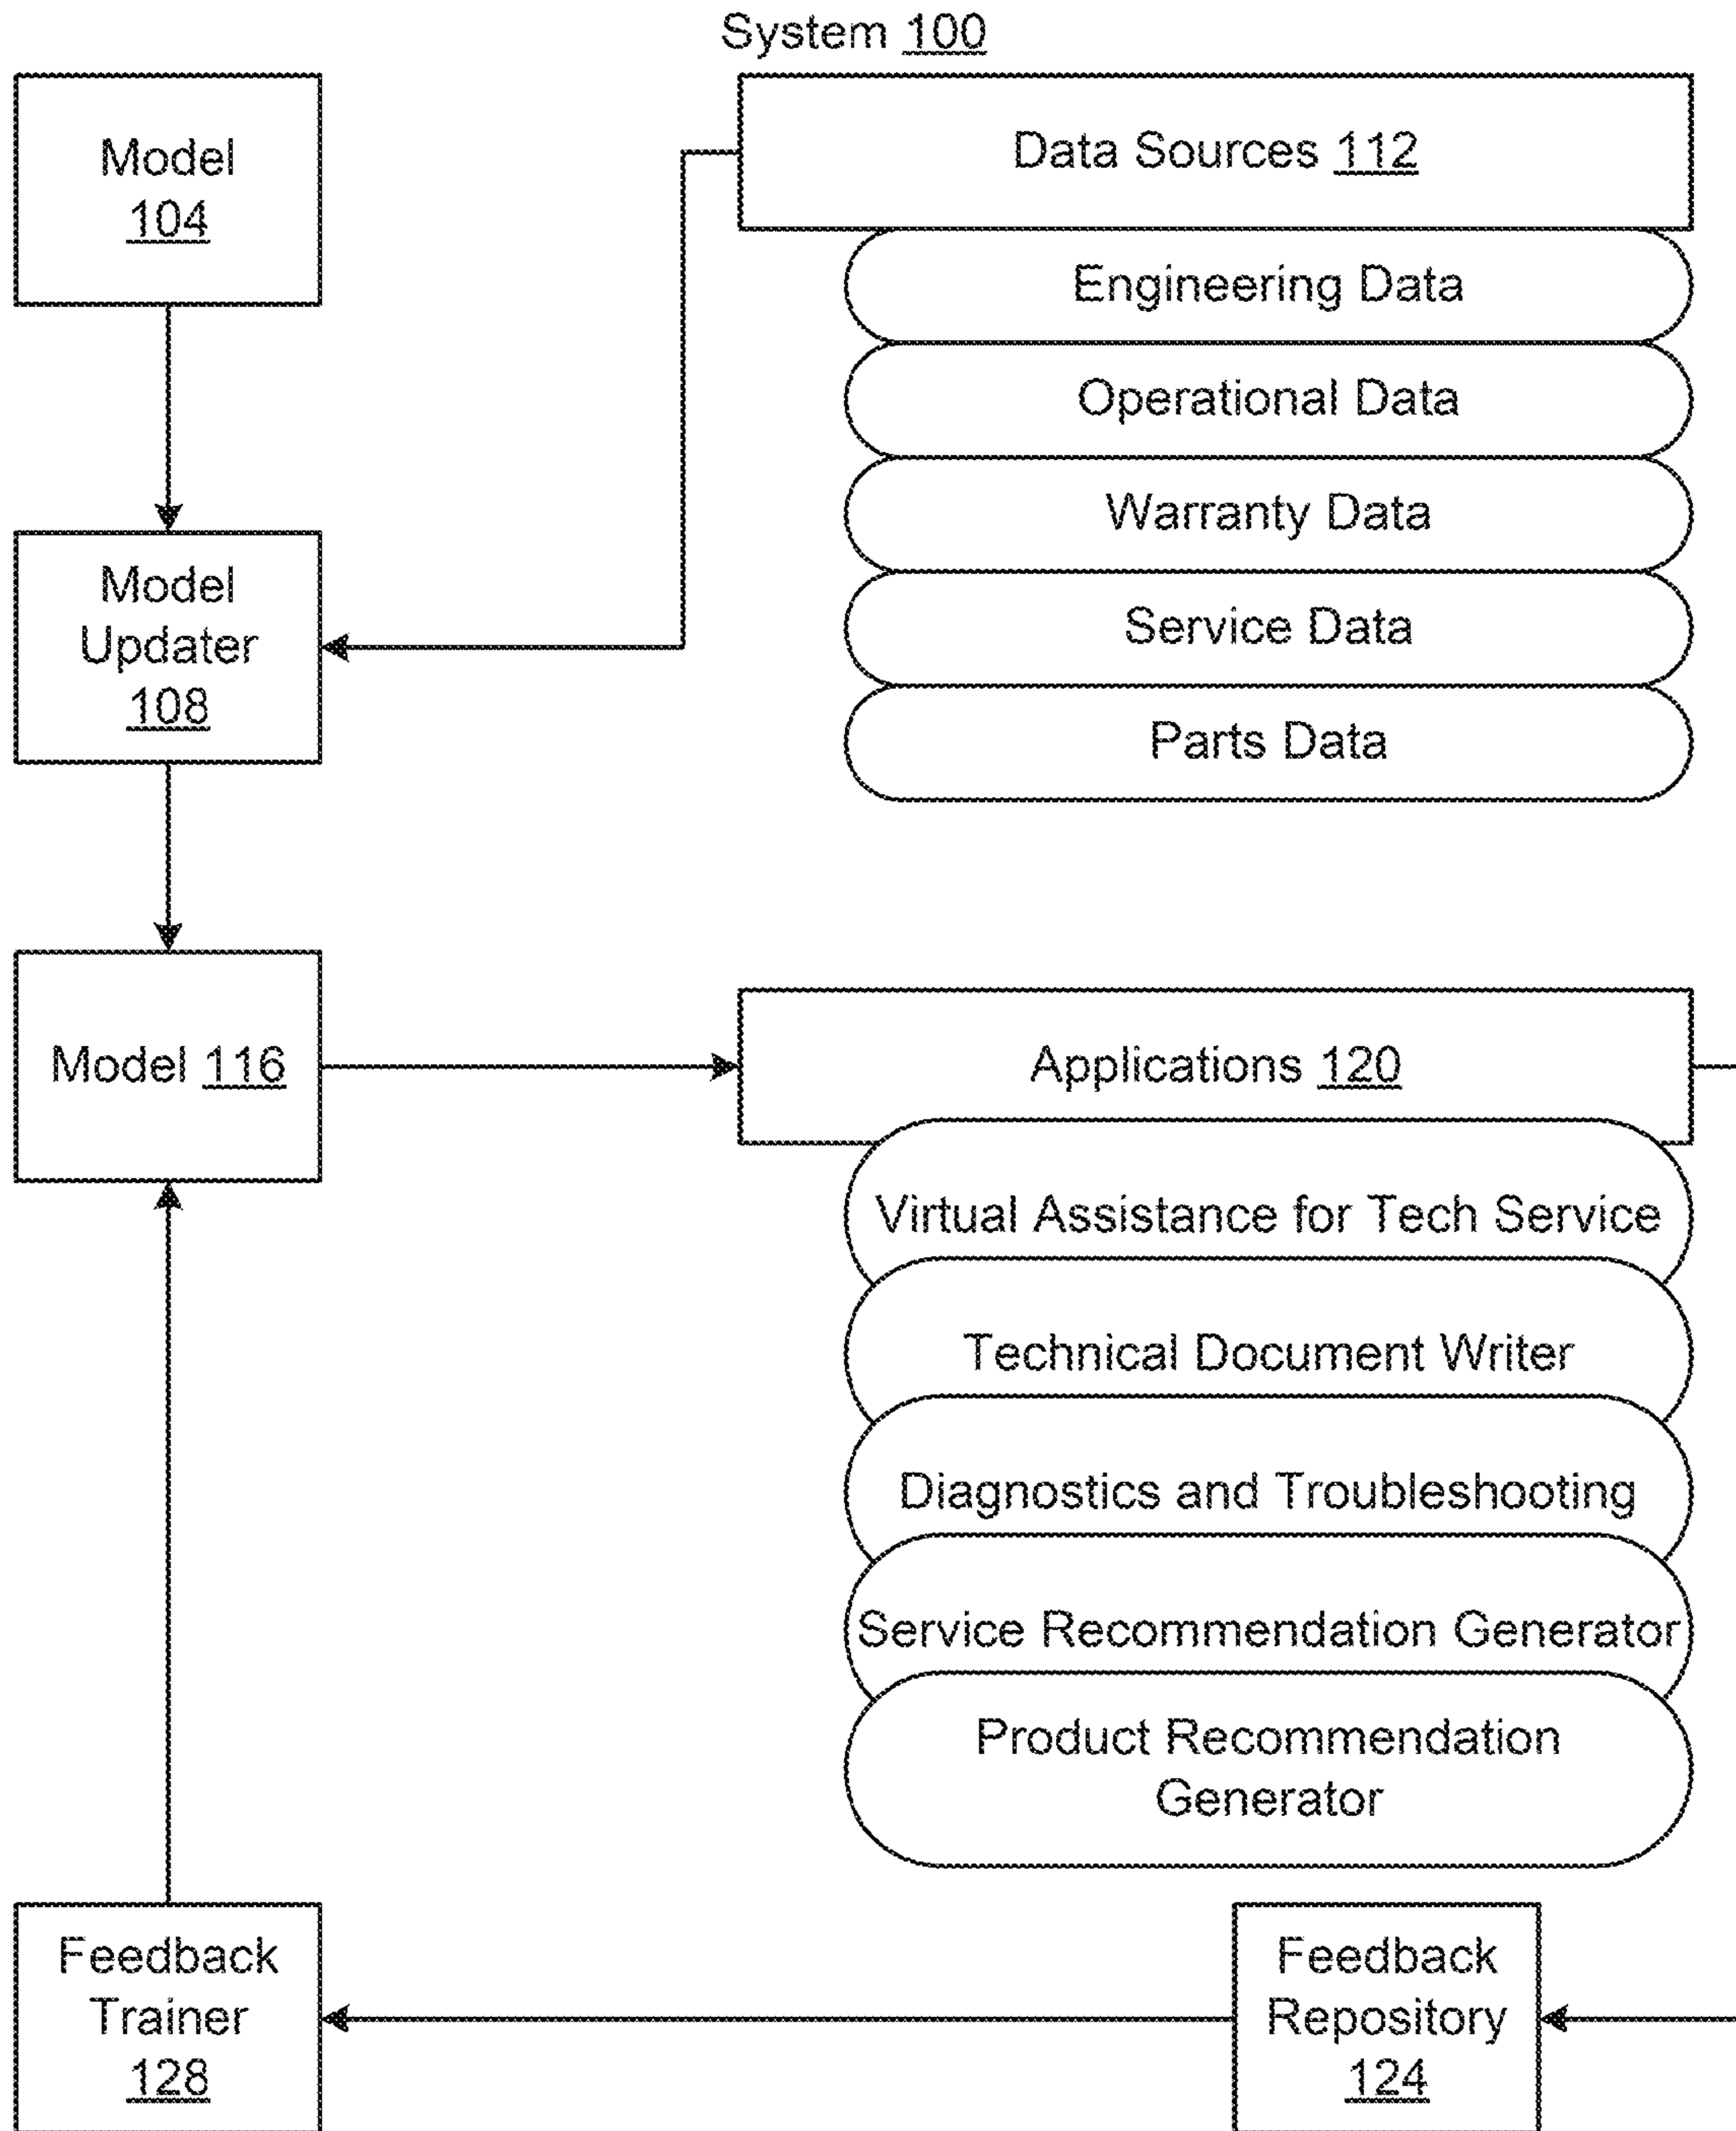 System 100
Model
104
Data Sources 112
Engineering Data
Operational Data
Warranty Data
Service Data
Parts Data
Model
Updater
108
Model 116
Applications 120
Virtual Assistance for Tech Service
Technical Document Writer
Diagnostics and Troubleshooting
Service Recommendation Generator
Product Recommendation
Generator
Feedback
Trainer
128
Feedback
Repository
124